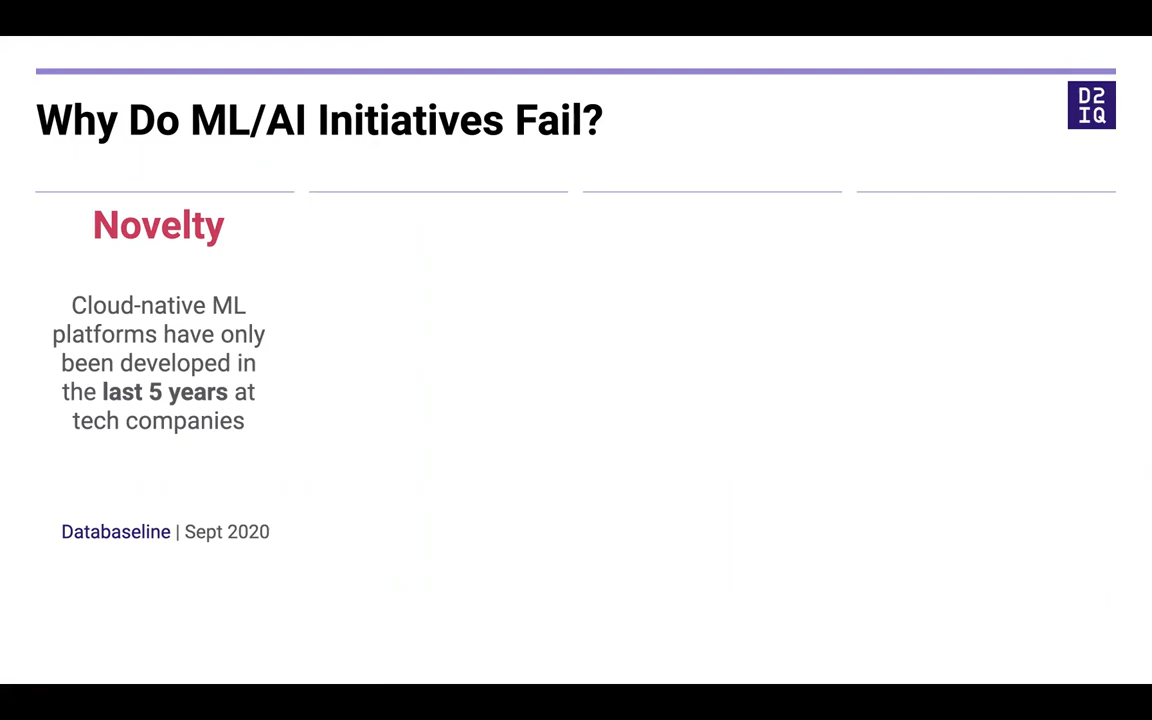 Why Do ML/AI Initiatives Fail?
D2
IQ
Novelty
Cloud-native ML
platforms have only
been developed in
the last 5 years at
tech companies
Databaseline | Sept 2020